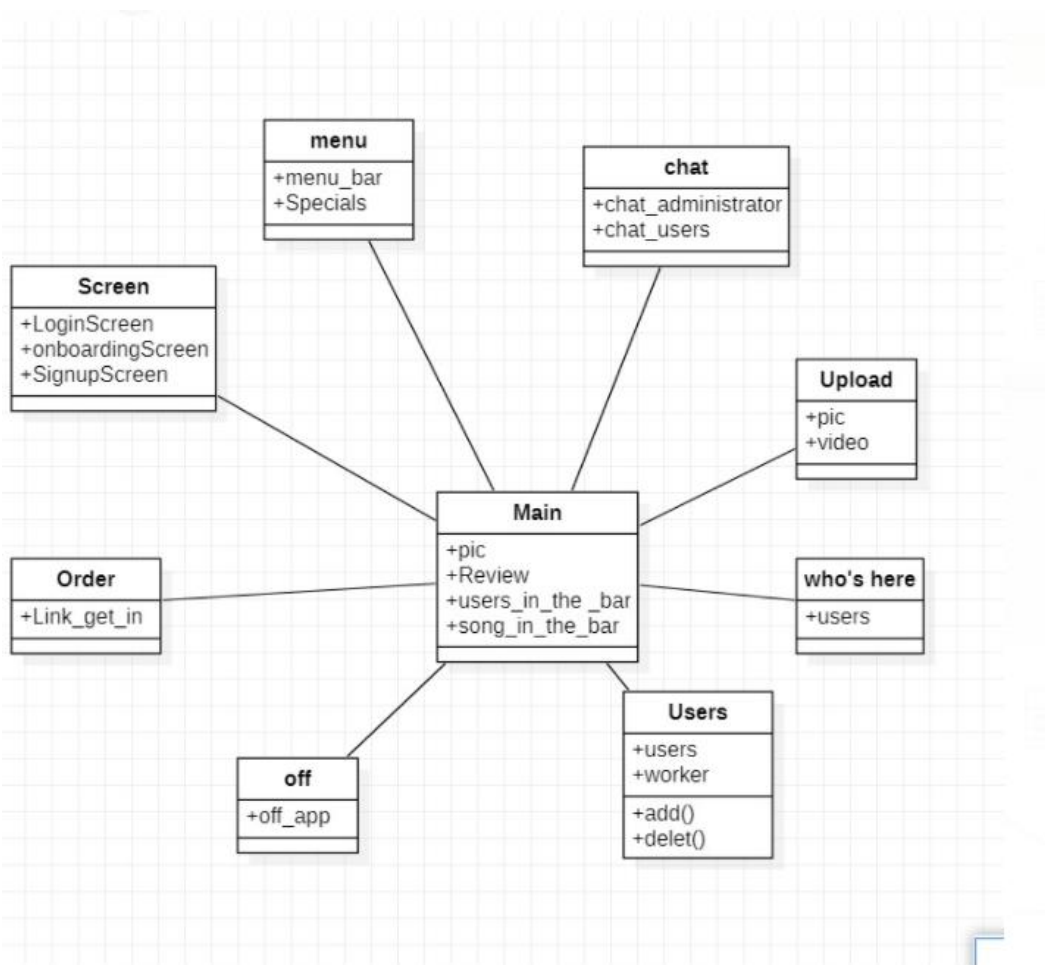 menu
+menu_bar
+Specials
chat
+chat_administrator
+chat_users
Screen
+LoginScreen
+onboardingScreen
+SignupScreen
Upload
+pic
+video
Main
+pic
+Review
+users_in_the _bar
+song_in_the_bar
Order
+Link_get_in
who's here
+users
Users
+users
+worker
+add()
+delet()
off
+off_app